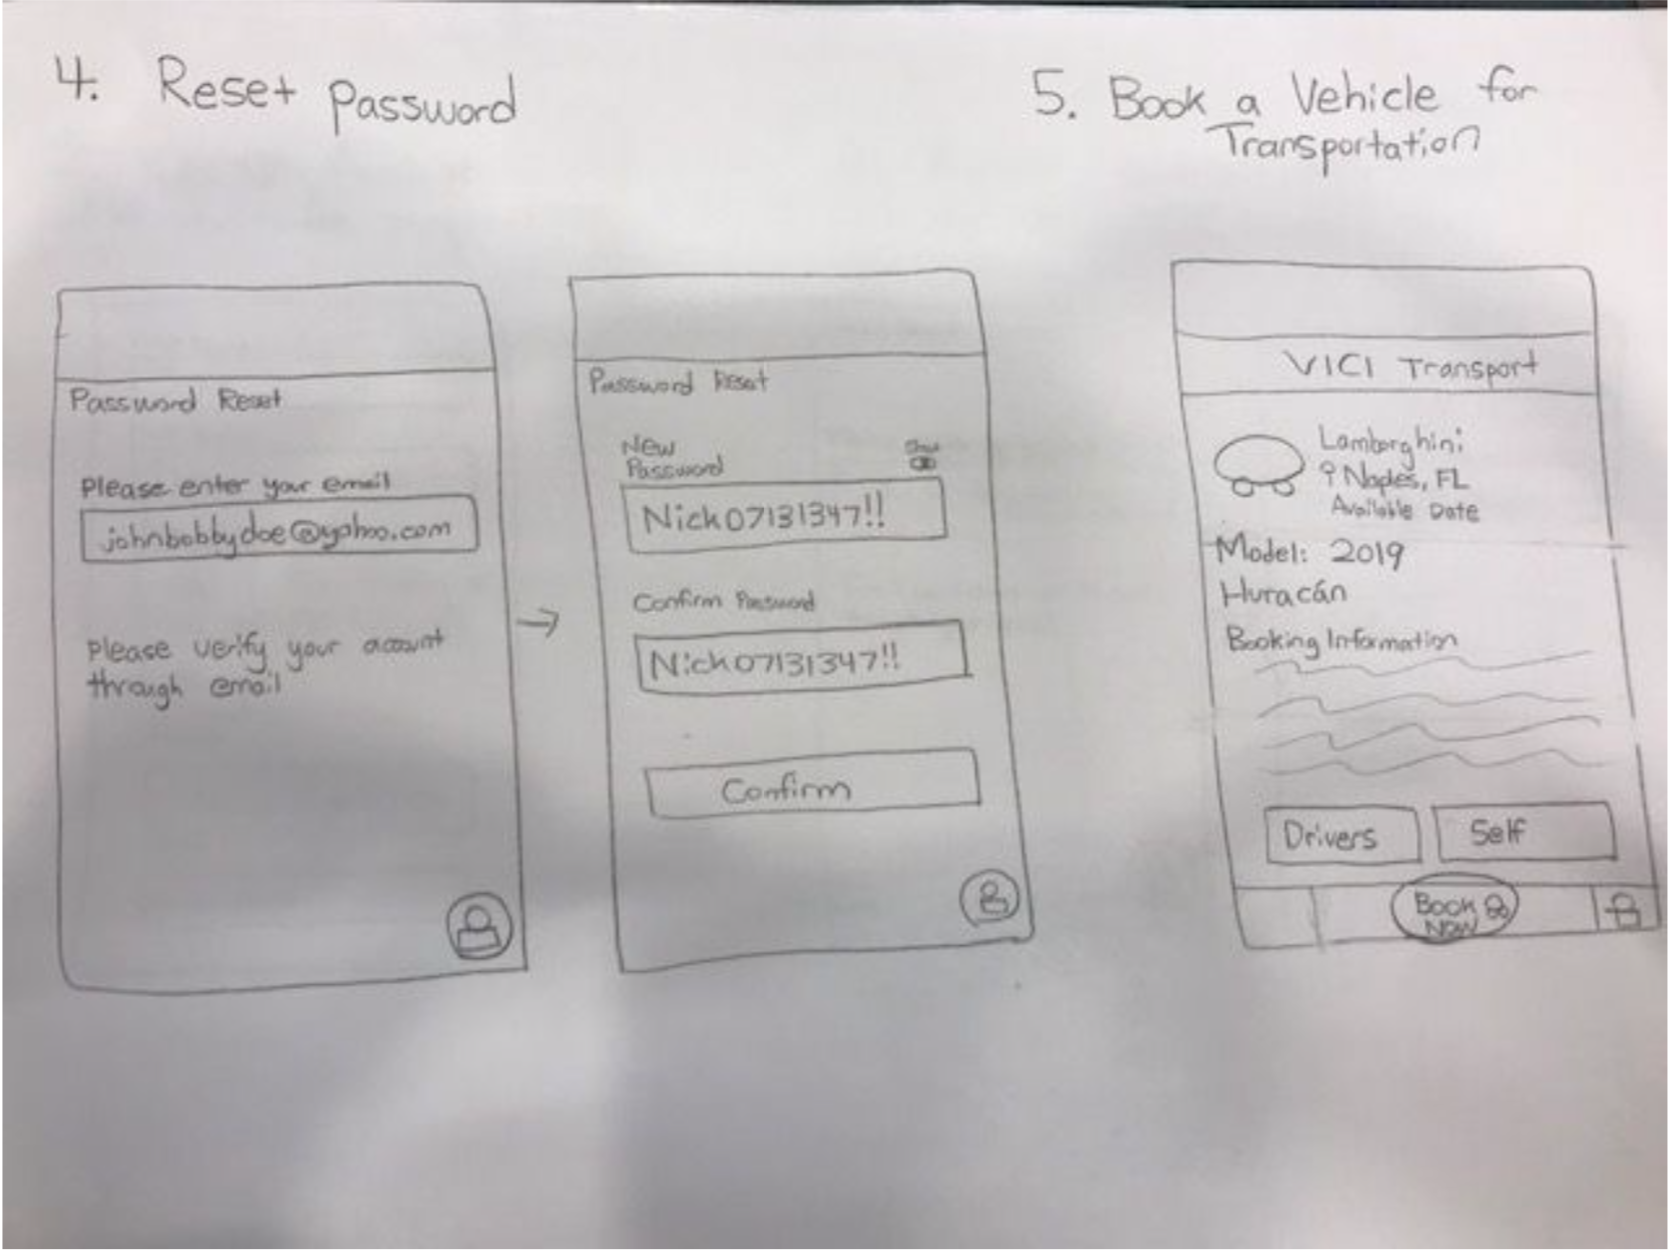 4. Reset Password
5. Book a Vehicle for
Transportation
Password Reset
Please enter your email
johnbobbydoe@yahoo.com
Please verify your account
through email
Password Reset
New
Password
Show
Nick07131347!!
Confirm Password
Nick07131347!!
Confirm
VICI Transport
Lamborghini
Naples, FL
Available Date
Model: 2019
Huracán
Booking Information
Drivers
Self
Book
Now